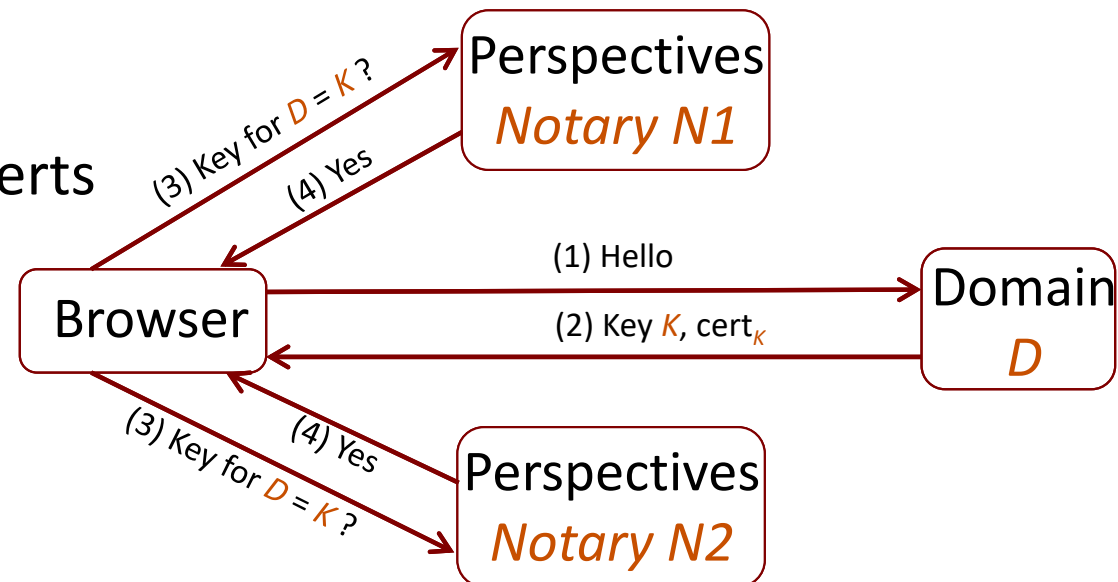 Perspectives
Notary N1
(3) Key for D = K ?
(4) Yes
erts
(1) Hello
Browser
Domain
D
(2) Key K, cert_K
(4) Yes
(3) Key for D = K ?
Perspectives
Notary N2